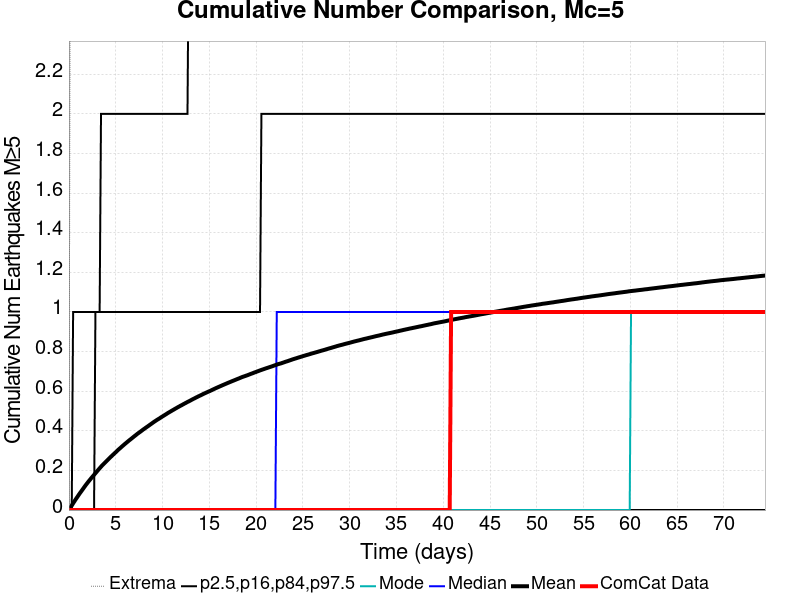 Cumulative Number Comparison, Mc=5
Cumulative Num Earthquakes M≥5
2.2
2
1.8
1.6
1.4
1.2
1
0.8
0.6
0.4
0.2
0
0 5 10 15 20 25 30 35 40 45 50 55 60 65 70
Time (days)
Extrema p2.5,p16,p84,p97.5 Mode Median Mean ComCat Data